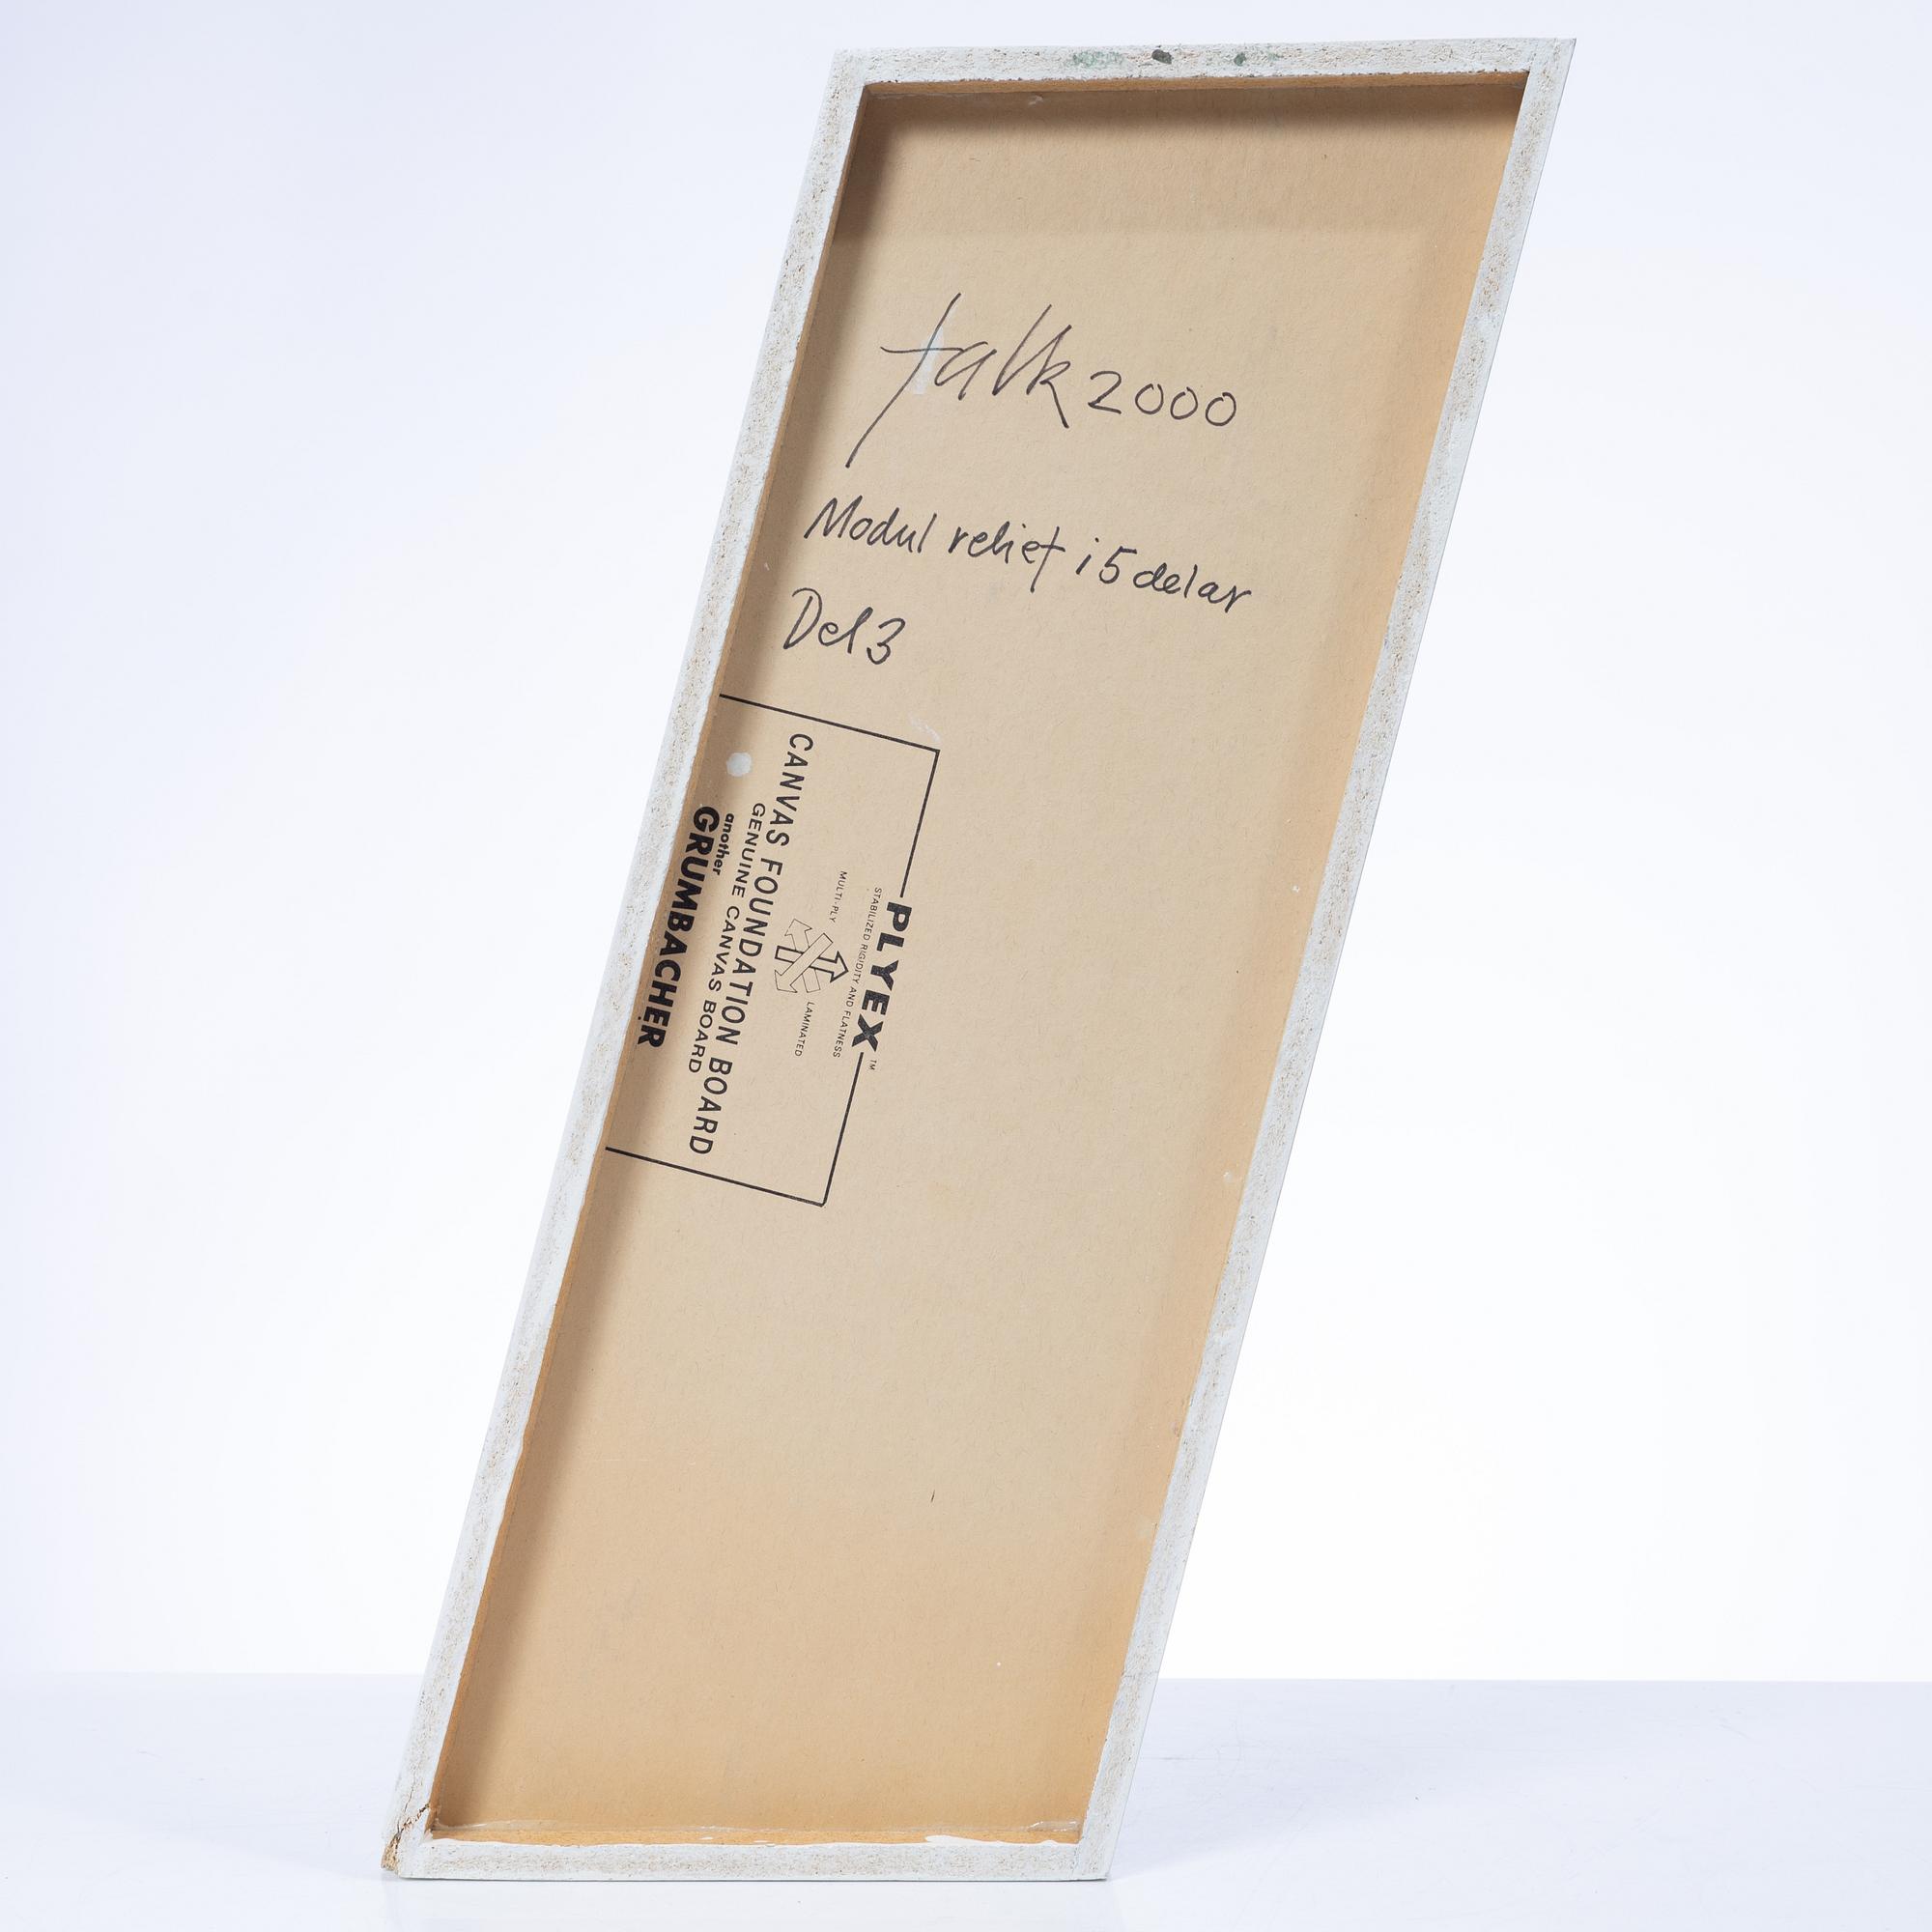 falk 2000
Modul relief i 5 delar
Del 3
PLYEX™
STABILIZED RIGIDITY AND FLATNESS
MULTI-PLY
LAMINATED
CANVAS FOUNDATION BOARD
GENUINE CANVAS BOARD
another
GRUMBACHER